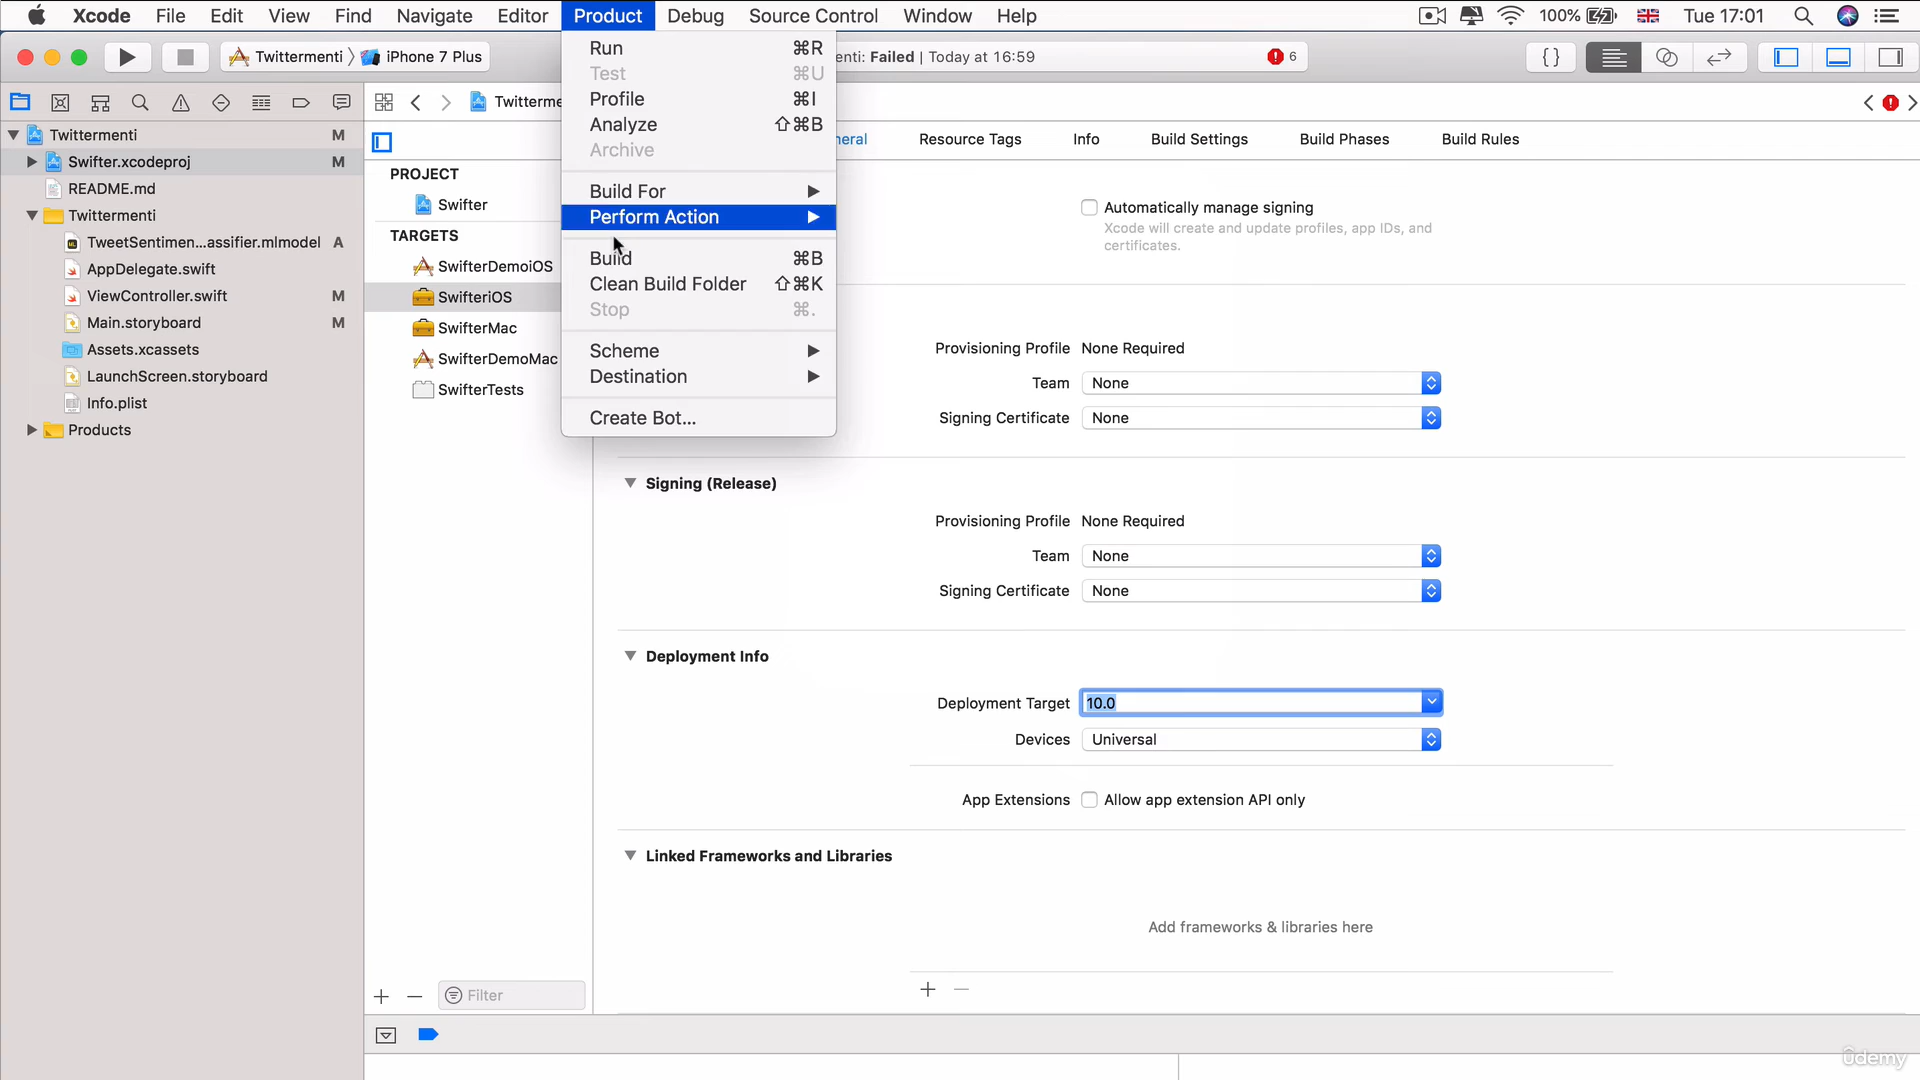 Xcode File Edit View Find Navigate Editor Product Debug Source Control Window Help 100% Tue 17:01
Twittermenti iPhone 7 Plus enti: Failed | Today at 16:59 6
Run ⌘R
Test ⌘U
Profile ⌘I
Analyze ⇧⌘B
Archive
Build For
Perform Action
Build ⌘B
Clean Build Folder ⇧⌘K
Stop ⌘.
Scheme
Destination
Create Bot...
Twittermenti M
Swifter.xcodeproj M
README.md
Twittermenti
TweetSentimen...assifier.mlmodel A
AppDelegate.swift
ViewController.swift M
Main.storyboard M
Assets.xcassets
LaunchScreen.storyboard
Info.plist
Products
Twitterme
PROJECT
Swifter
TARGETS
SwifterDemoiOS
SwifteriOS
SwifterMac
SwifterDemoMac
SwifterTests
Filter
neral Resource Tags Info Build Settings Build Phases Build Rules
Automatically manage signing
Xcode will create and update profiles, app IDs, and
certificates.
Provisioning Profile None Required
Team None
Signing Certificate None
Signing (Release)
Provisioning Profile None Required
Team None
Signing Certificate None
Deployment Info
Deployment Target 10.0
Devices Universal
App Extensions Allow app extension API only
Linked Frameworks and Libraries
Add frameworks & libraries here
ûdemy